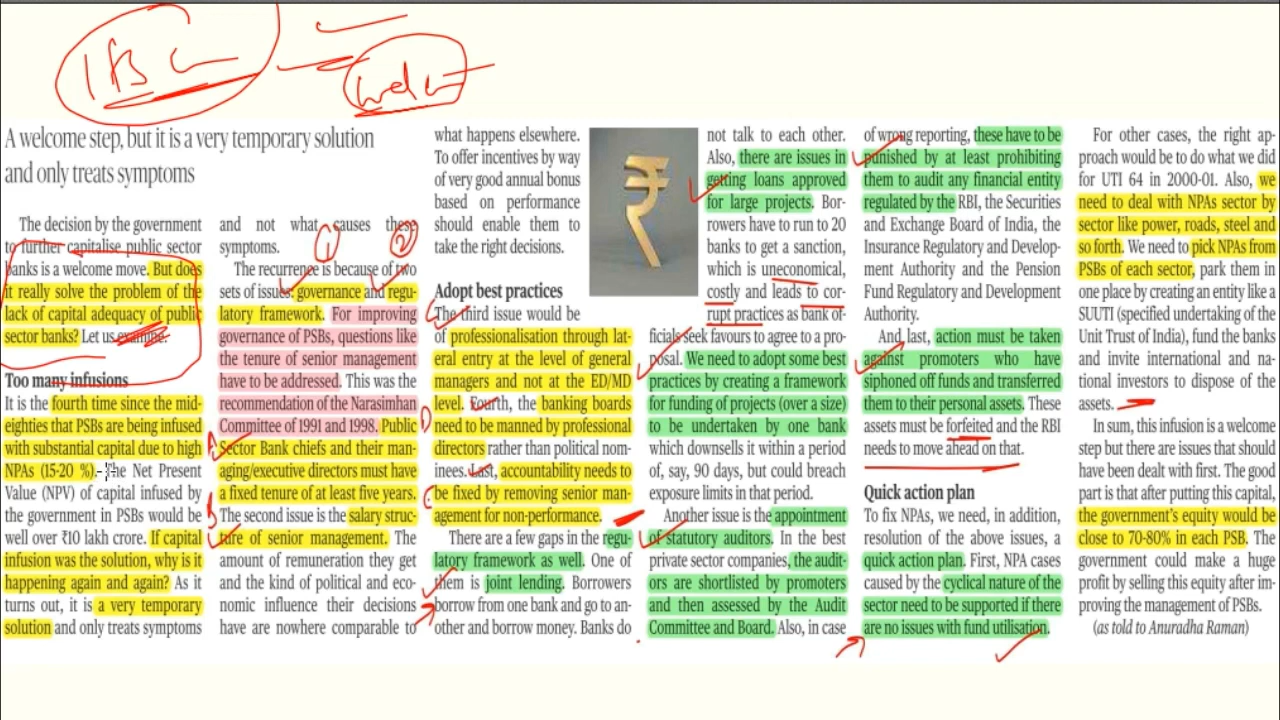 A welcome step, but it is a very temporary solution
and only treats symptoms
The decision by the government
to further capitalise public sector
banks is a welcome move. But does
it really solve the problem of the
lack of capital adequacy of public
sector banks? Let us examine.
Too many infusions
It is the fourth time since the mid-
eighties that PSBs are being infused
with substantial capital due to high
NPAs (15-20 %).- The Net Present
Value (NPV) of capital infused by
the government in PSBs would be
well over ₹10 lakh crore. If capital
infusion was the solution, why is it
happening again and again? As it
turns out, it is a very temporary
solution and only treats symptoms
and not what causes these
symptoms.
The recurrence is because of two
sets of issues: governance and regu-
latory framework. For improving
governance of PSBs, questions like
the tenure of senior management
have to be addressed. This was the
recommendation of the Narasimhan
Committee of 1991 and 1998. Public
Sector Bank chiefs and their man-
aging/executive directors must have
a fixed tenure of at least five years.
The second issue is the salary struc-
ture of senior management. The
amount of remuneration they get
and the kind of political and eco-
nomic influence their decisions
have are nowhere comparable to
what happens elsewhere.
To offer incentives by way
of very good annual bonus
based on performance
should enable them to
take the right decisions.
Adopt best practices
The third issue would be
of professionalisation through lat-
eral entry at the level of general
managers and not at the ED/MD
level. Fourth, the banking boards
need to be manned by professional
directors rather than political nom-
inees. Last, accountability needs to
be fixed by removing senior man-
agement for non-performance.
There are a few gaps in the regu-
latory framework as well. One of
them is joint lending. Borrowers
borrow from one bank and go to an-
other and borrow money. Banks do
not talk to each other.
Also, there are issues in
getting loans approved
for large projects. Bor-
rowers have to run to 20
banks to get a sanction,
which is uneconomical,
costly and leads to cor-
rupt practices as bank of-
ficials seek favours to agree to a pro-
posal. We need to adopt some best
practices by creating a framework
for funding of projects (over a size)
to be undertaken by one bank
which downsells it within a period
of, say, 90 days, but could breach
exposure limits in that period.
Another issue is the appointment
of statutory auditors. In the best
private sector companies, the audit-
ors are shortlisted by promoters
and then assessed by the Audit
Committee and Board. Also, in case
of wrong reporting, these have to be
punished by at least prohibiting
them to audit any financial entity
regulated by the RBI, the Securities
and Exchange Board of India, the
Insurance Regulatory and Develop-
ment Authority and the Pension
Fund Regulatory and Development
Authority.
And last, action must be taken
against promoters who have
siphoned off funds and transferred
them to their personal assets. These
assets must be forfeited and the RBI
needs to move ahead on that.
Quick action plan
To fix NPAs, we need, in addition,
resolution of the above issues, a
quick action plan. First, NPA cases
caused by the cyclical nature of the
sector need to be supported if there
are no issues with fund utilisation.
For other cases, the right ap-
proach would be to do what we did
for UTI 64 in 2000-01. Also, we
need to deal with NPAs sector by
sector like power, roads, steel and
so forth. We need to pick NPAs from
PSBs of each sector, park them in
one place by creating an entity like a
SUUTI (specified undertaking of the
Unit Trust of India), fund the banks
and invite international and na-
tional investors to dispose of the
assets.
In sum, this infusion is a welcome
step but there are issues that should
have been dealt with first. The good
part is that after putting this capital,
the government's equity would be
close to 70-80% in each PSB. The
government could make a huge
profit by selling this equity after im-
proving the management of PSBs.
(as told to Anuradha Raman)